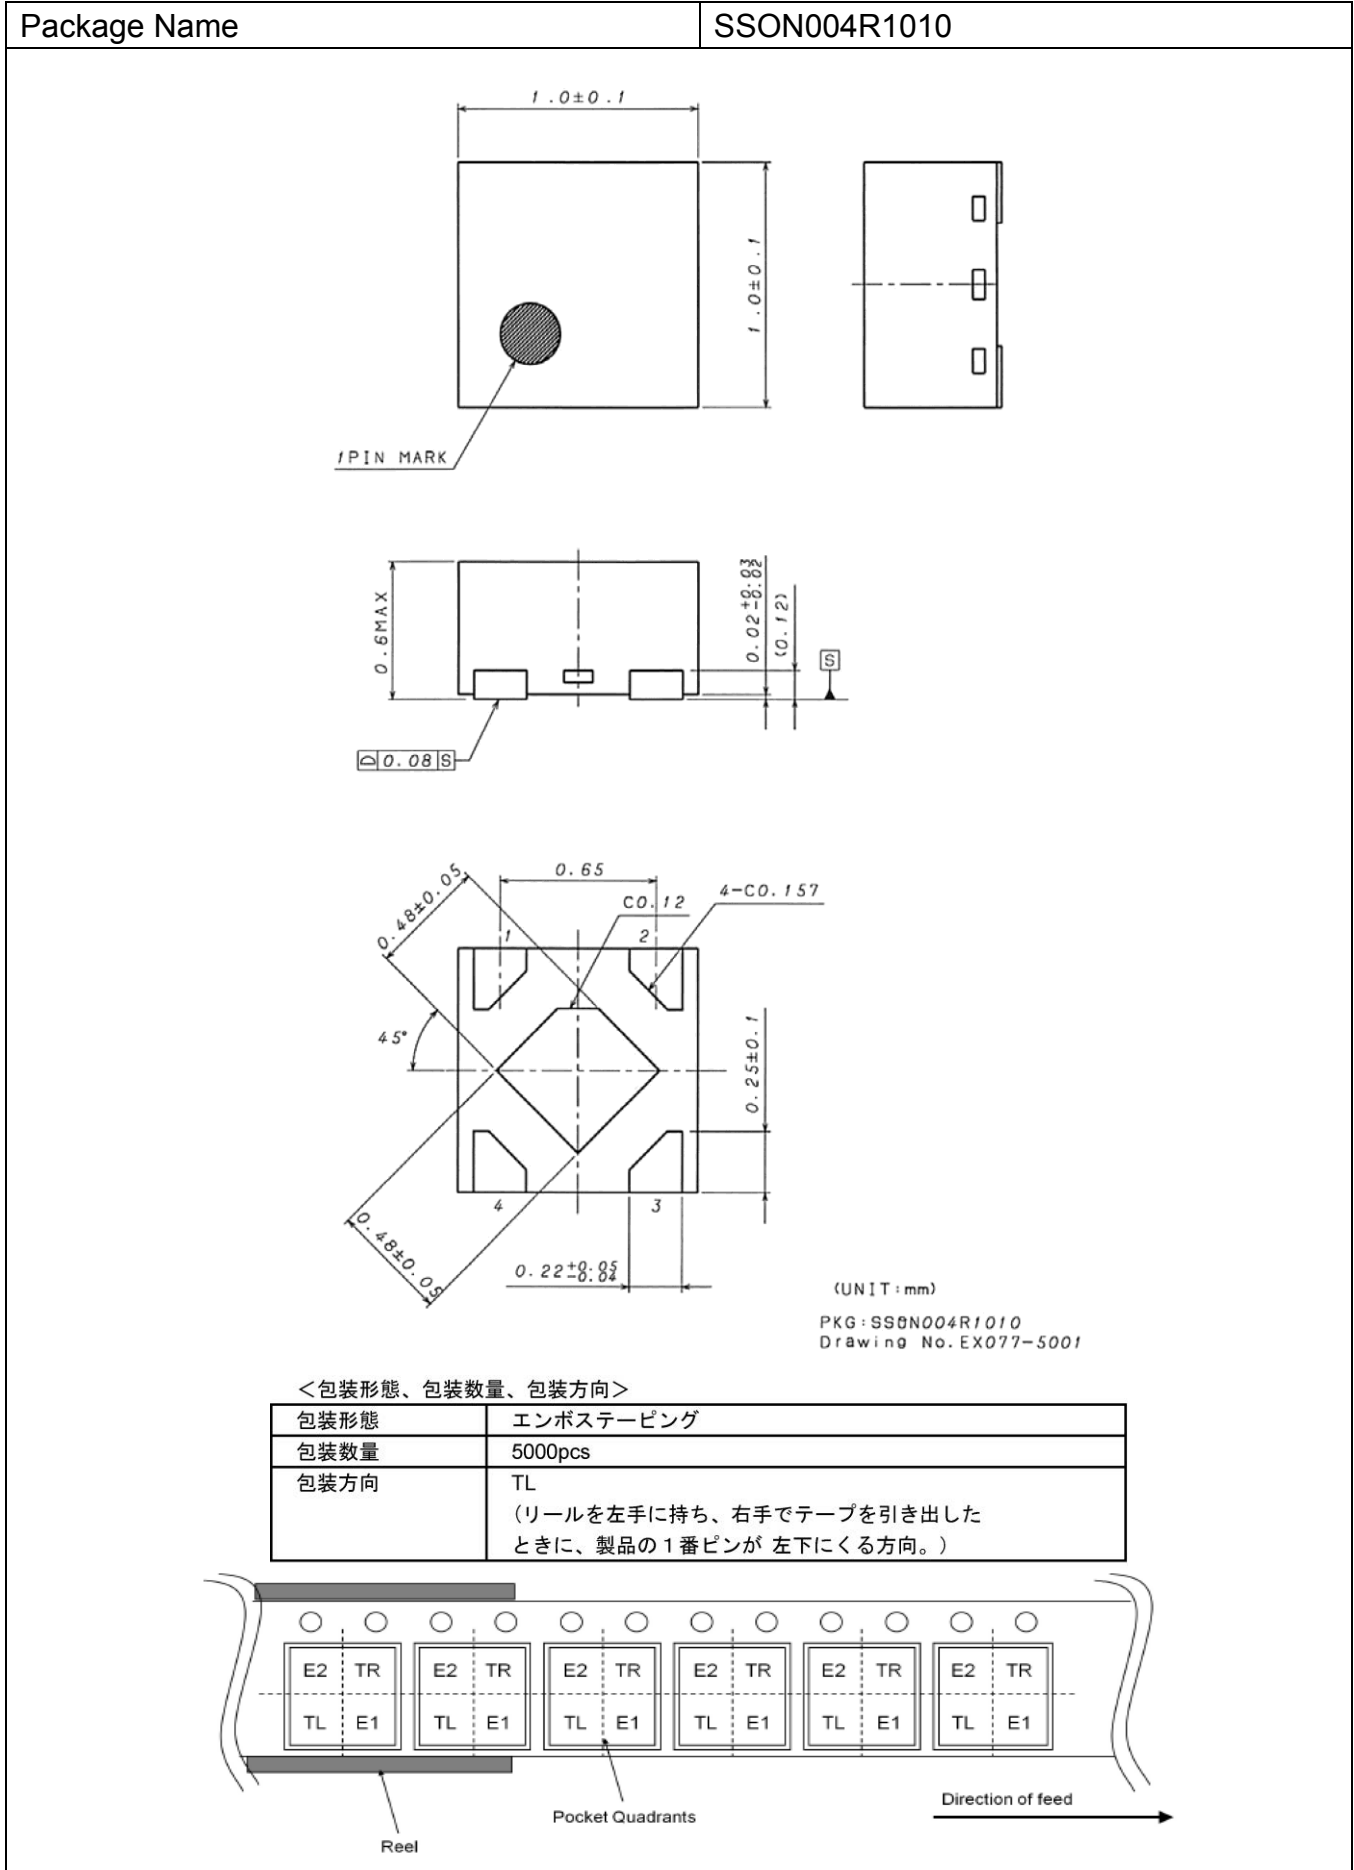 Package Name SSON004R1010
1.0±0.1
1.0±0.1
1PIN MARK
0.6MAX
0.02 +0.03 -0.02
(0.12)
S
⌓ 0.08 S
0.48±0.05
0.65
C0.12
4-C0.157
1 2
45°
0.25±0.1
4 3
0.48±0.05
0.22 +0.05 -0.04
(UNIT:mm)
PKG:SSON004R1010
Drawing No.EX077-5001
＜包装形態、包装数量、包装方向＞
包装形態 エンボステーピング
包装数量 5000pcs
包装方向 TL
（リールを左手に持ち、右手でテープを引き出した
ときに、製品の１番ピンが 左下にくる方向。）
E2 TR E2 TR E2 TR E2 TR E2 TR E2 TR
TL E1 TL E1 TL E1 TL E1 TL E1 TL E1
Direction of feed
Pocket Quadrants
Reel